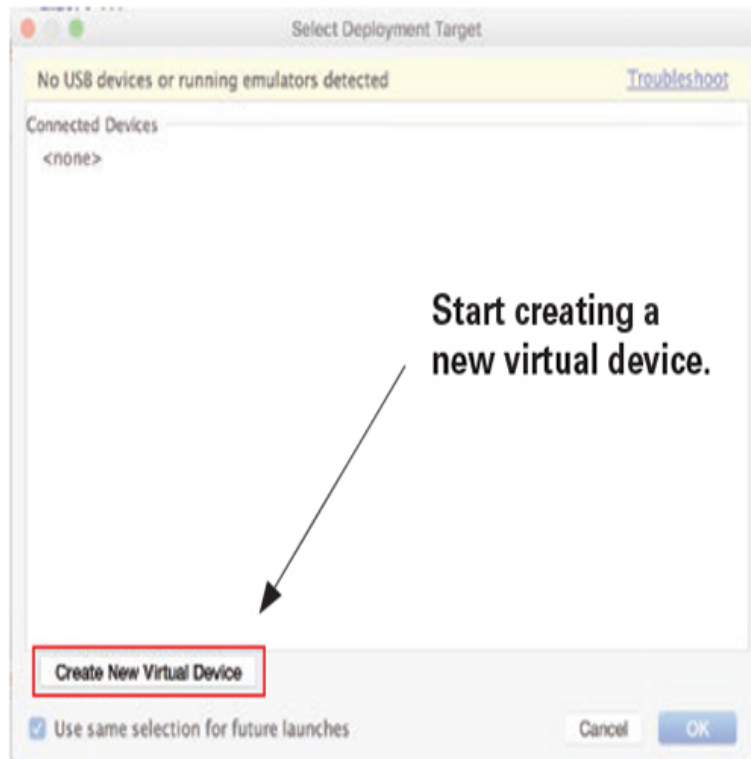 Select Deployment Target
No USB devices or running emulators detected
Troubleshoot
Connected Devices
<none>
Start creating a
new virtual device.
Create New Virtual Device
Use same selection for future launches
Cancel
OK